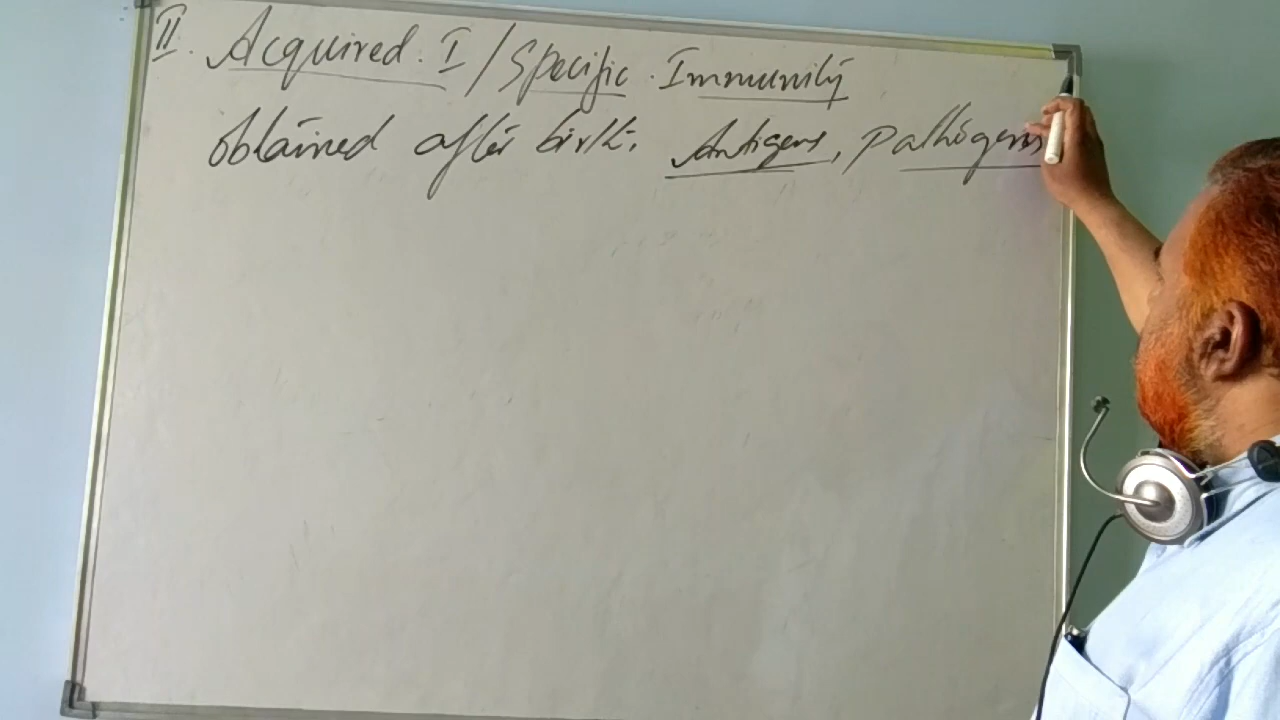 II. Acquired. I / Specific. Immunity
obtained after birth. Antigens, pathogens